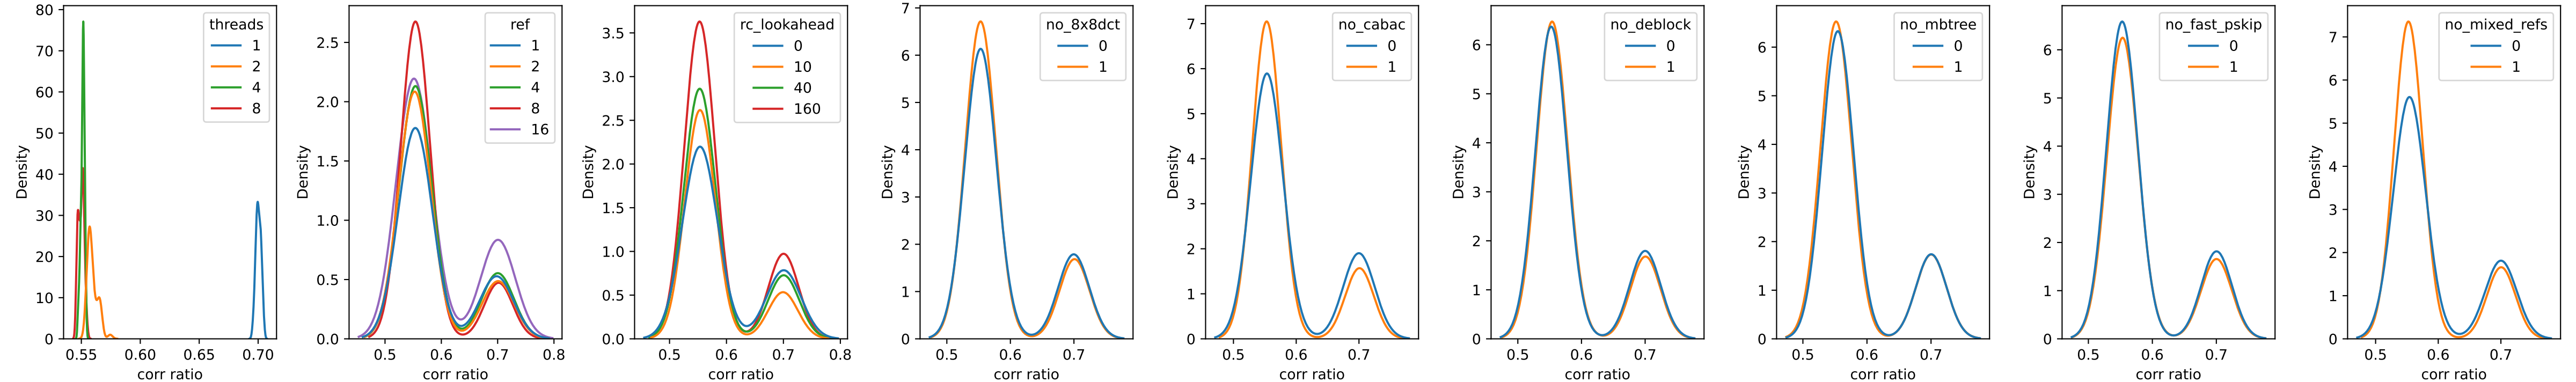 threads
1
2
4
8
80
70
60
50
40
30
20
10
0
Density
0.55 0.60 0.65 0.70
corr ratio
ref
1
2
4
8
16
2.5
2.0
1.5
1.0
0.5
0.0
Density
0.5 0.6 0.7 0.8
corr ratio
rc_lookahead
0
10
40
160
3.5
3.0
2.5
2.0
1.5
1.0
0.5
0.0
Density
0.5 0.6 0.7 0.8
corr ratio
no_8x8dct
0
1
7
6
5
4
3
2
1
0
Density
0.5 0.6 0.7
corr ratio
no_cabac
0
1
7
6
5
4
3
2
1
0
Density
0.5 0.6 0.7
corr ratio
no_deblock
0
1
6
5
4
3
2
1
0
Density
0.5 0.6 0.7
corr ratio
no_mbtree
0
1
6
5
4
3
2
1
0
Density
0.5 0.6 0.7
corr ratio
no_fast_pskip
0
1
6
5
4
3
2
1
0
Density
0.5 0.6 0.7
corr ratio
no_mixed_refs
0
1
7
6
5
4
3
2
1
0
Density
0.5 0.6 0.7
corr ratio